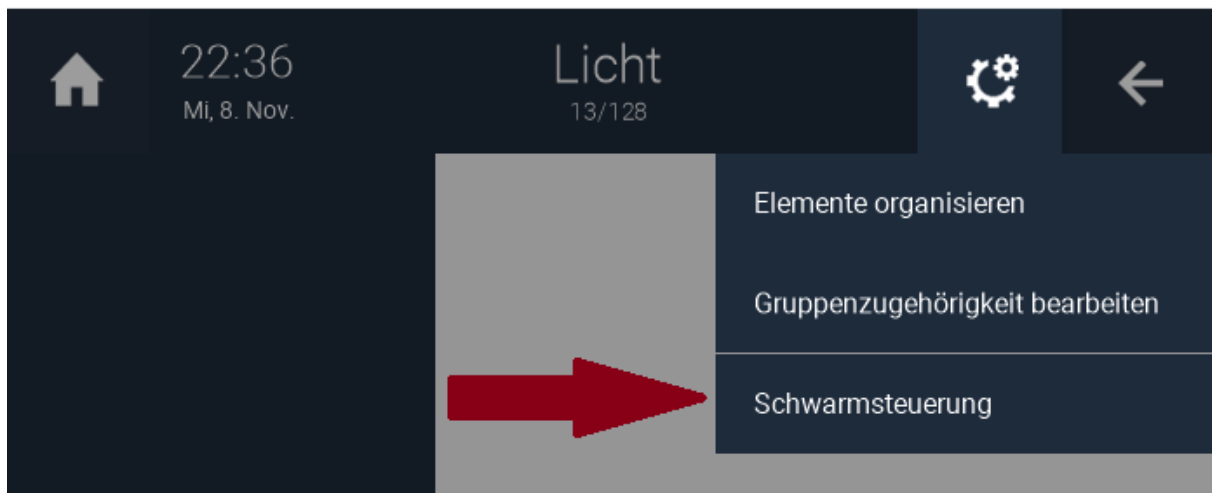 22:36
Mi, 8. Nov.
Licht
13/128
Elemente organisieren
Gruppenzugehörigkeit bearbeiten
Schwarmsteuerung